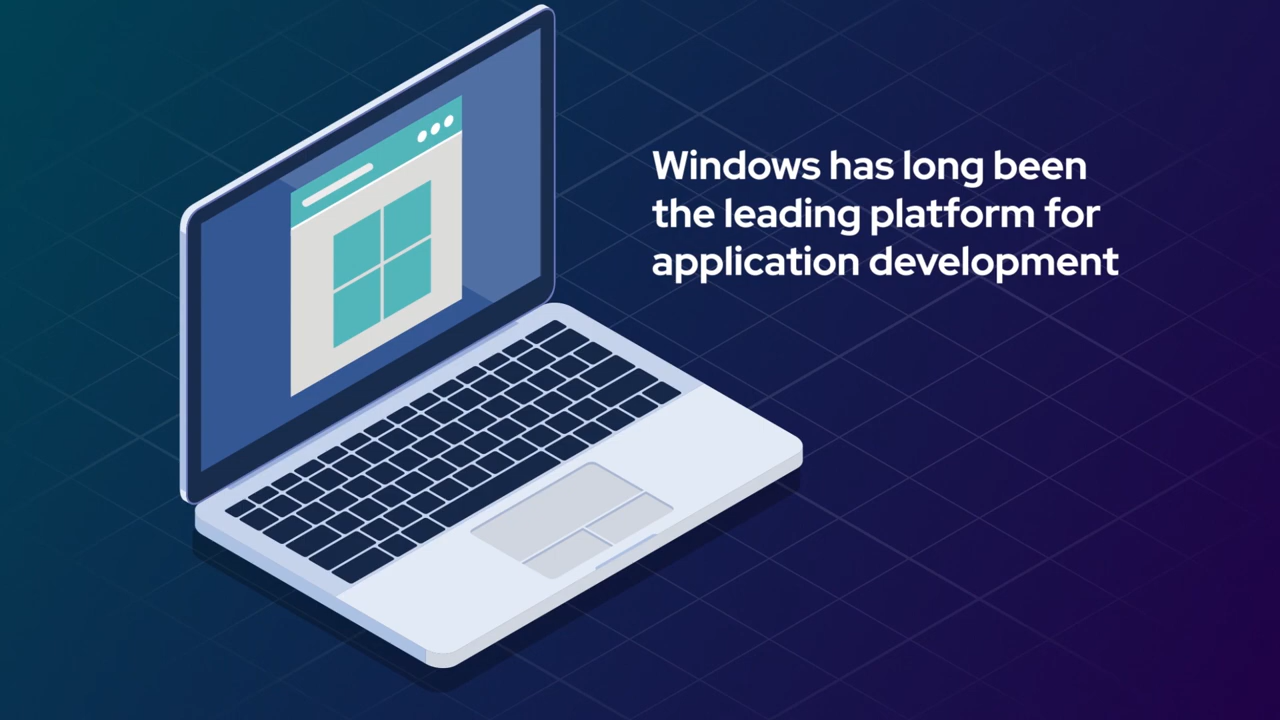 Windows has long been
the leading platform for
application development